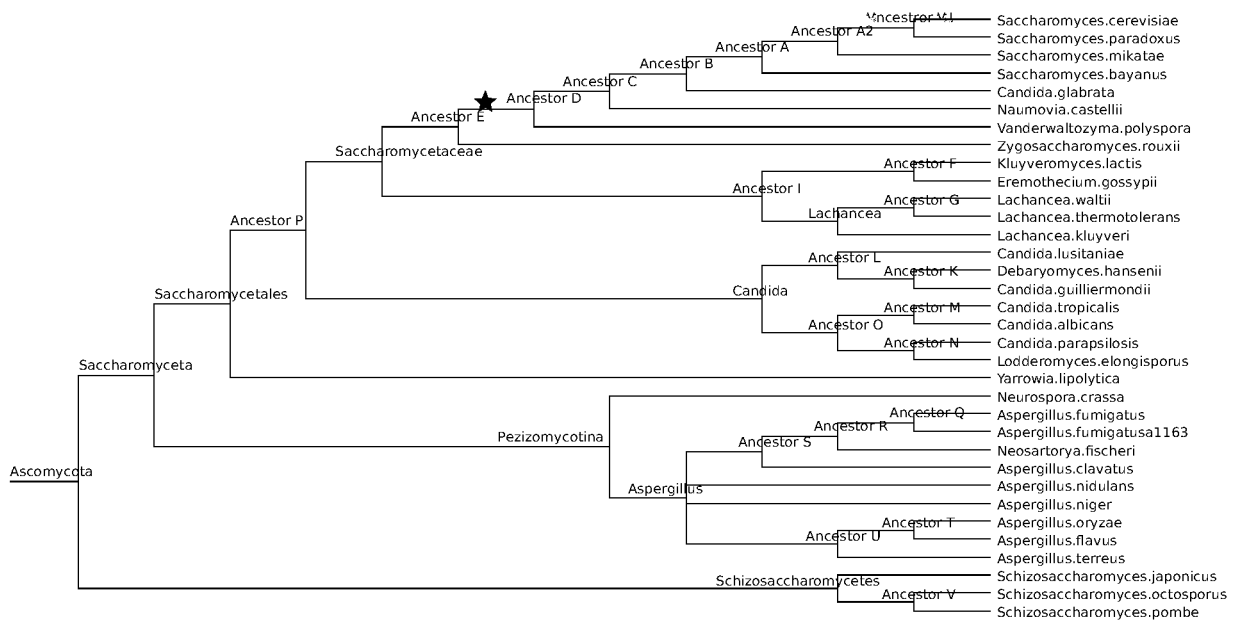 Saccharomyces.cerevisiae
Ancestor A2
Saccharomyces.paradoxus
Ancestor A
Saccharomyces.mikatae
Ancestor B
Saccharomyces.bayanus
Ancestor C
Candida.glabrata
Ancestor D
Naumovia.castellii
Ancestor E
Vanderwaltozyma.polyspora
Saccharomycetaceae
Zygosaccharomyces.rouxii
Ancestor F
Kluyveromyces.lactis
Ancestor I
Eremothecium.gossypii
Ancestor G
Lachancea.waltii
Lachancea
Lachancea.thermotolerans
Ancestor P
Lachancea.kluyveri
Ancestor L
Candida.lusitaniae
Ancestor K
Debaryomyces.hansenii
Candida
Candida.guilliermondii
Saccharomycetales
Ancestor M
Candida.tropicalis
Ancestor O
Candida.albicans
Ancestor N
Candida.parapsilosis
Saccharomyceta
Lodderomyces.elongisporus
Yarrowia.lipolytica
Neurospora.crassa
Ancestor Q
Aspergillus.fumigatus
Ancestor R
Aspergillus.fumigatusa1163
Pezizomycotina
Ancestor S
Neosartorya.fischeri
Ascomycota
Aspergillus.clavatus
Aspergillus
Aspergillus.nidulans
Aspergillus.niger
Ancestor T
Aspergillus.oryzae
Ancestor U
Aspergillus.flavus
Aspergillus.terreus
Schizosaccharomycetes
Schizosaccharomyces.japonicus
Ancestor V
Schizosaccharomyces.octosporus
Schizosaccharomyces.pombe